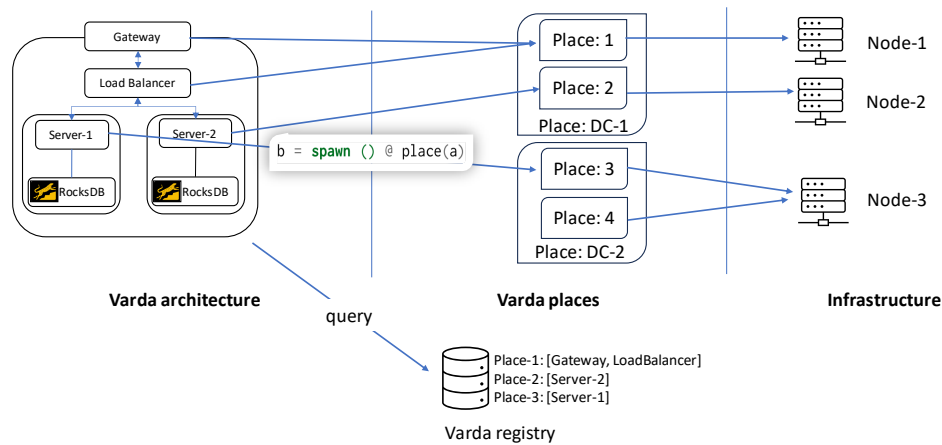 Gateway
Load Balancer
Server-1
Server-2
RocksDB
RocksDB
b = spawn () @ place(a)
Place: 1
Place: 2
Place: DC-1
Place: 3
Place: 4
Place: DC-2
Node-1
Node-2
Node-3
Varda architecture
Varda places
Infrastructure
query
Place-1: [Gateway, LoadBalancer]
Place-2: [Server-2]
Place-3: [Server-1]
Varda registry